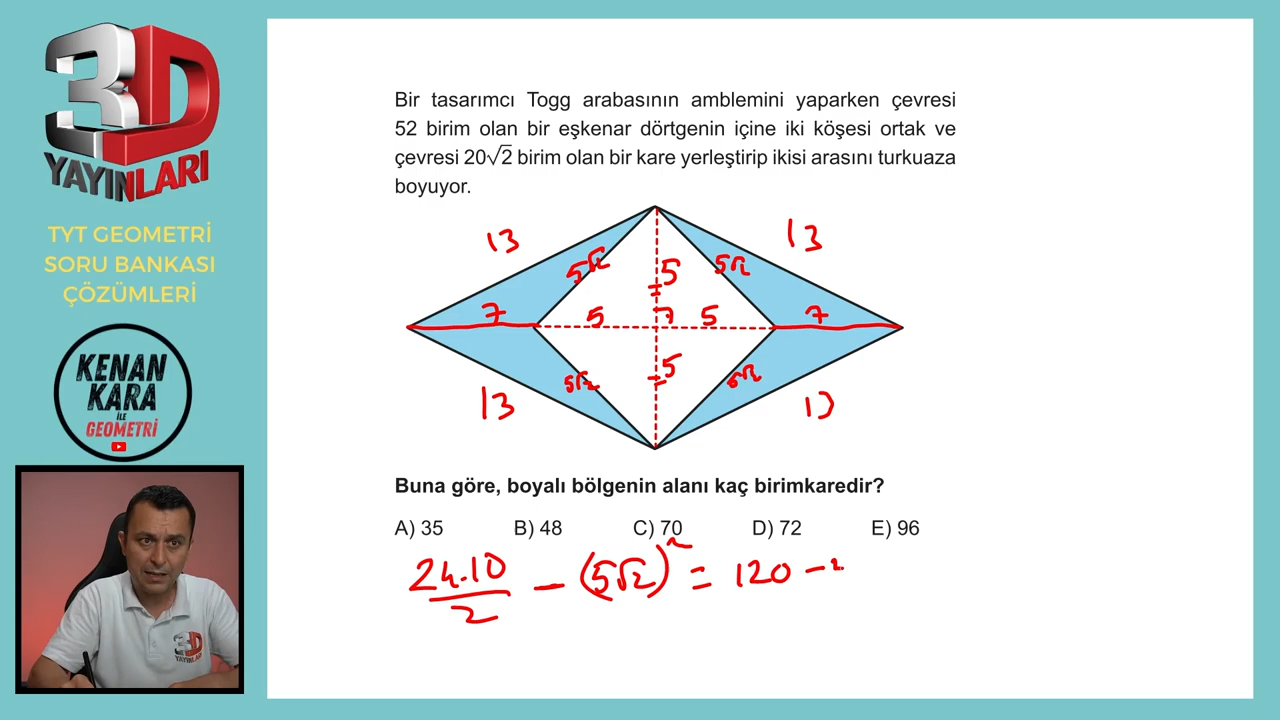 3D
YAYINLARI
TYT GEOMETRİ
SORU BANKASI
ÇÖZÜMLERİ
KENAN
KARA
İLE
GEOMETRİ
3D
YAYINLARI
Bir tasarımcı Togg arabasının amblemini yaparken çevresi
52 birim olan bir eşkenar dörtgenin içine iki köşesi ortak ve
çevresi 20√2 birim olan bir kare yerleştirip ikisi arasını turkuaza
boyuyor.
13 13
5√2 5 5√2
7 5 5 7
5√2 5 5√2
13 13
Buna göre, boyalı bölgenin alanı kaç birimkaredir?
A) 35 B) 48 C) 70 D) 72 E) 96
24.10/2 - (5√2)² = 120 -